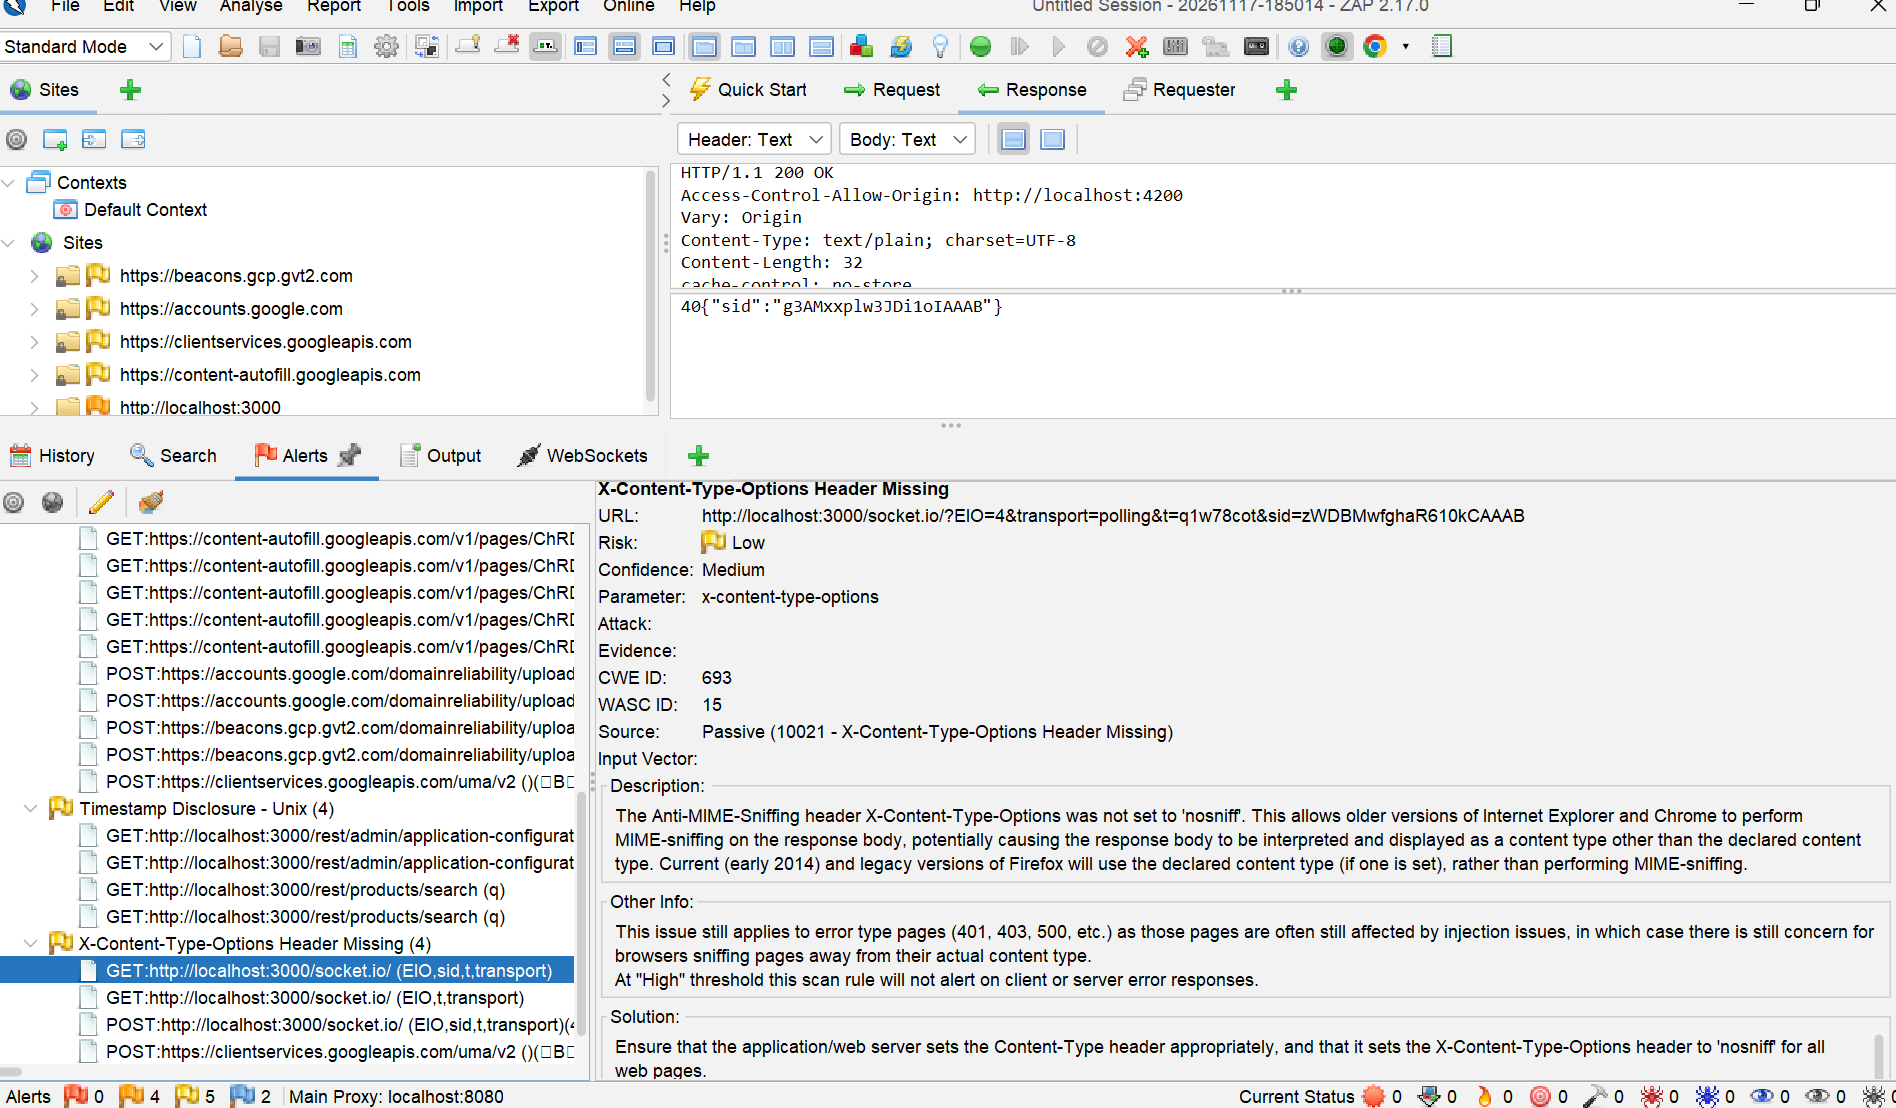 Untitled Session - 20261117-185014 - ZAP 2.17.0
File Edit View Analyse Report Tools Import Export Online Help
Standard Mode
Sites
Quick Start Request Response Requester
Header: Text Body: Text
Contexts
Default Context
Sites
https://beacons.gcp.gvt2.com
https://accounts.google.com
https://clientservices.googleapis.com
https://content-autofill.googleapis.com
http://localhost:3000
HTTP/1.1 200 OK
Access-Control-Allow-Origin: http://localhost:4200
Vary: Origin
Content-Type: text/plain; charset=UTF-8
Content-Length: 32
cache-control: no-store
40{"sid":"g3AMxxplw3JDi1oIAAAB"}
History Search Alerts Output WebSockets
GET:https://content-autofill.googleapis.com/v1/pages/ChRD
GET:https://content-autofill.googleapis.com/v1/pages/ChRD
GET:https://content-autofill.googleapis.com/v1/pages/ChRD
GET:https://content-autofill.googleapis.com/v1/pages/ChRD
GET:https://content-autofill.googleapis.com/v1/pages/ChRD
POST:https://accounts.google.com/domainreliability/upload
POST:https://accounts.google.com/domainreliability/upload
POST:https://beacons.gcp.gvt2.com/domainreliability/uploa
POST:https://beacons.gcp.gvt2.com/domainreliability/uploa
POST:https://clientservices.googleapis.com/uma/v2 ()(□B□
Timestamp Disclosure - Unix (4)
GET:http://localhost:3000/rest/admin/application-configurat
GET:http://localhost:3000/rest/admin/application-configurat
GET:http://localhost:3000/rest/products/search (q)
GET:http://localhost:3000/rest/products/search (q)
X-Content-Type-Options Header Missing (4)
GET:http://localhost:3000/socket.io/ (EIO,sid,t,transport)
GET:http://localhost:3000/socket.io/ (EIO,t,transport)
POST:http://localhost:3000/socket.io/ (EIO,sid,t,transport)(4
POST:https://clientservices.googleapis.com/uma/v2 ()(□B□
X-Content-Type-Options Header Missing
URL: http://localhost:3000/socket.io/?EIO=4&transport=polling&t=q1w78cot&sid=zWDBMwfghaR610kCAAAB
Risk: Low
Confidence: Medium
Parameter: x-content-type-options
Attack:
Evidence:
CWE ID: 693
WASC ID: 15
Source: Passive (10021 - X-Content-Type-Options Header Missing)
Input Vector:
Description:
The Anti-MIME-Sniffing header X-Content-Type-Options was not set to 'nosniff'. This allows older versions of Internet Explorer and Chrome to perform
MIME-sniffing on the response body, potentially causing the response body to be interpreted and displayed as a content type other than the declared content
type. Current (early 2014) and legacy versions of Firefox will use the declared content type (if one is set), rather than performing MIME-sniffing.
Other Info:
This issue still applies to error type pages (401, 403, 500, etc.) as those pages are often still affected by injection issues, in which case there is still concern for
browsers sniffing pages away from their actual content type.
At "High" threshold this scan rule will not alert on client or server error responses.
Solution:
Ensure that the application/web server sets the Content-Type header appropriately, and that it sets the X-Content-Type-Options header to 'nosniff' for all
web pages.
Alerts 0 4 5 2 Main Proxy: localhost:8080
Current Status 0 0 0 0 0 0 0 0 0 0